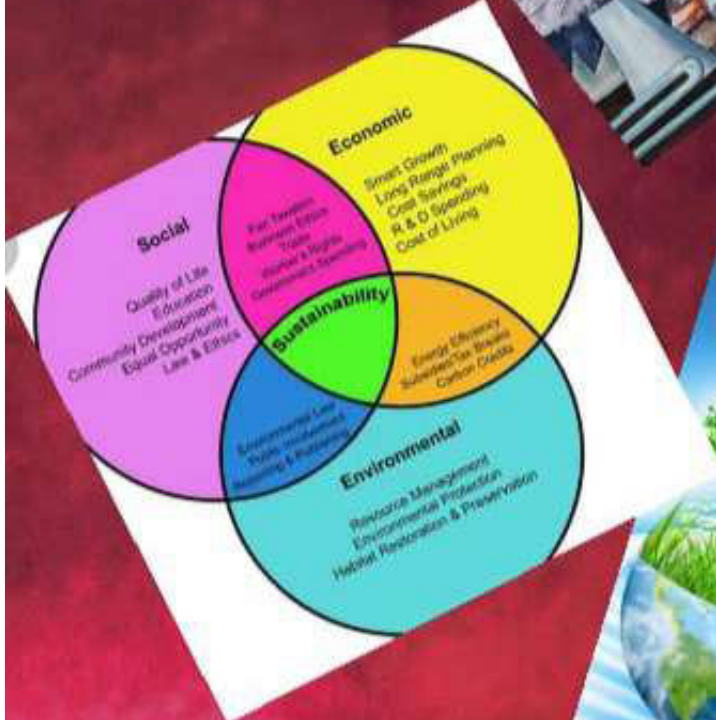 Economic
Smart Growth
Long Range Planning
Cost Savings
R & D Spending
Cost of Living
Social
Quality of Life
Education
Community Development
Equal Opportunity
Law & Ethics
Fair Taxation
Business Ethics
Trade
Worker's Rights
Government Spending
Sustainability
Energy Efficiency
Subsidies/Tax Breaks
Carbon Credits
Environmental Law
Public Involvement
& Planning
Environmental
Resource Management
Environmental Protection
Habitat Restoration & Preservation